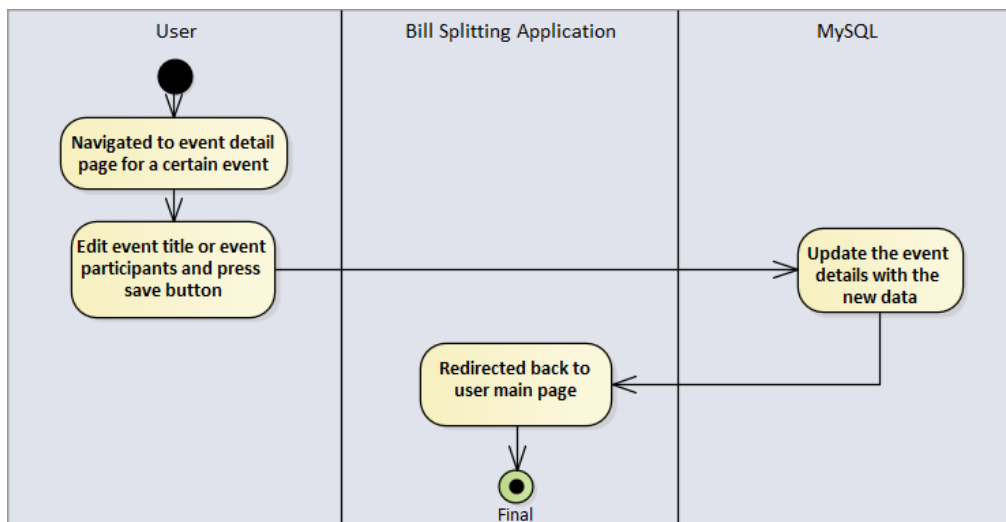 User
Bill Splitting Application
MySQL
Navigated to event detail
page for a certain event
Edit event title or event
participants and press
save button
Update the event
details with the
new data
Redirected back to
user main page
Final